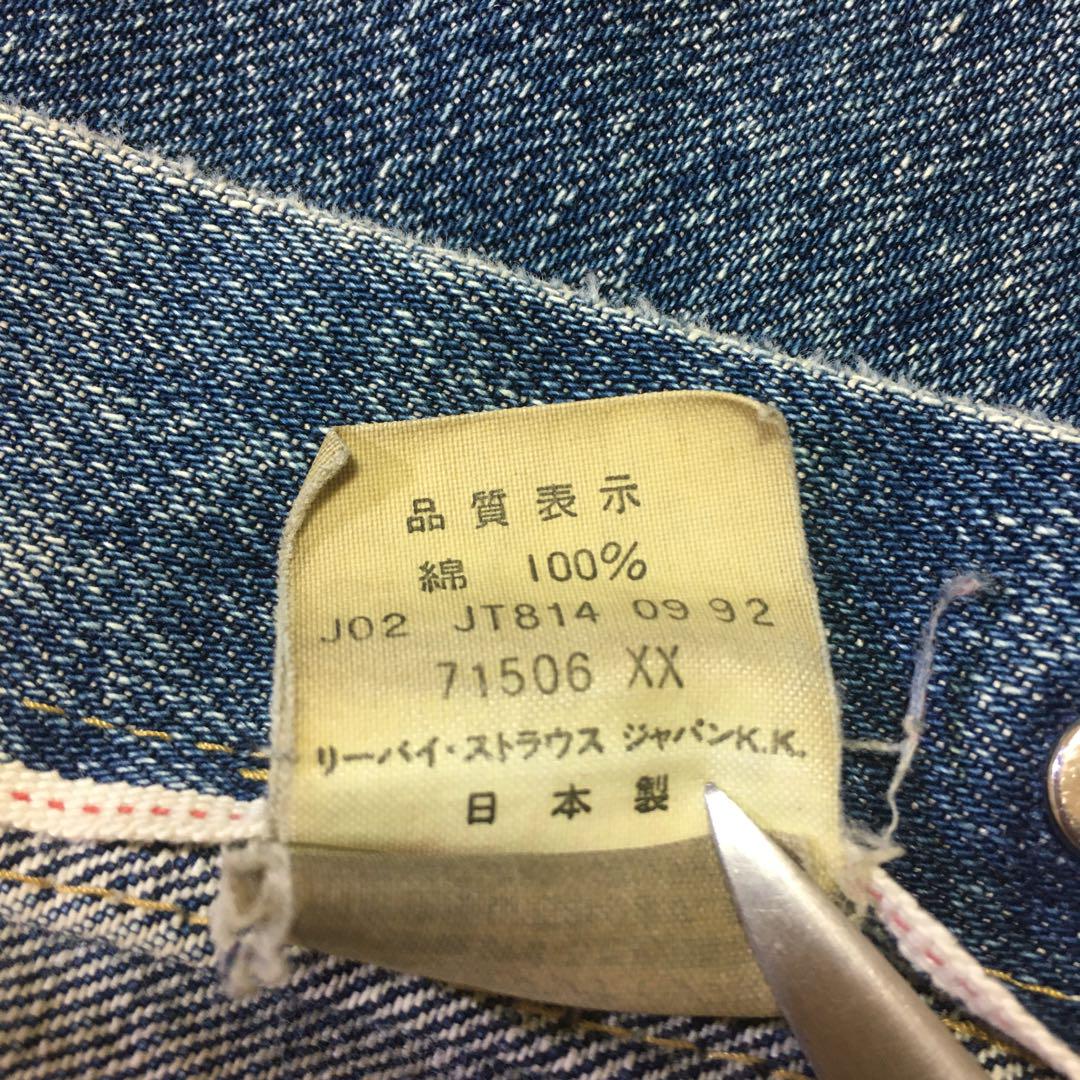 品質表示
綿 100%
J02 JT814 09 92
71506 XX
リーバイ・ストラウス ジャパンK.K.
日本製